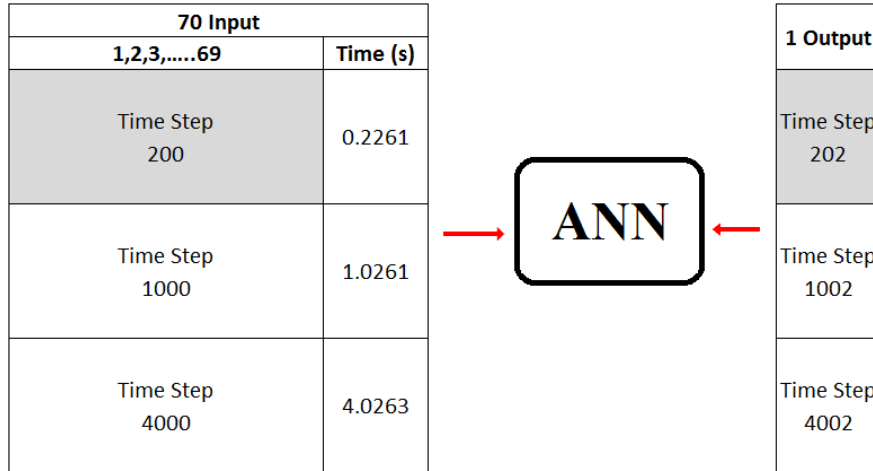 70 Input
1,2,3,.....69 Time (s)
Time Step
200
0.2261
Time Step
1000
1.0261
Time Step
4000
4.0263
ANN
1 Output
Time Step
202
Time Step
1002
Time Step
4002